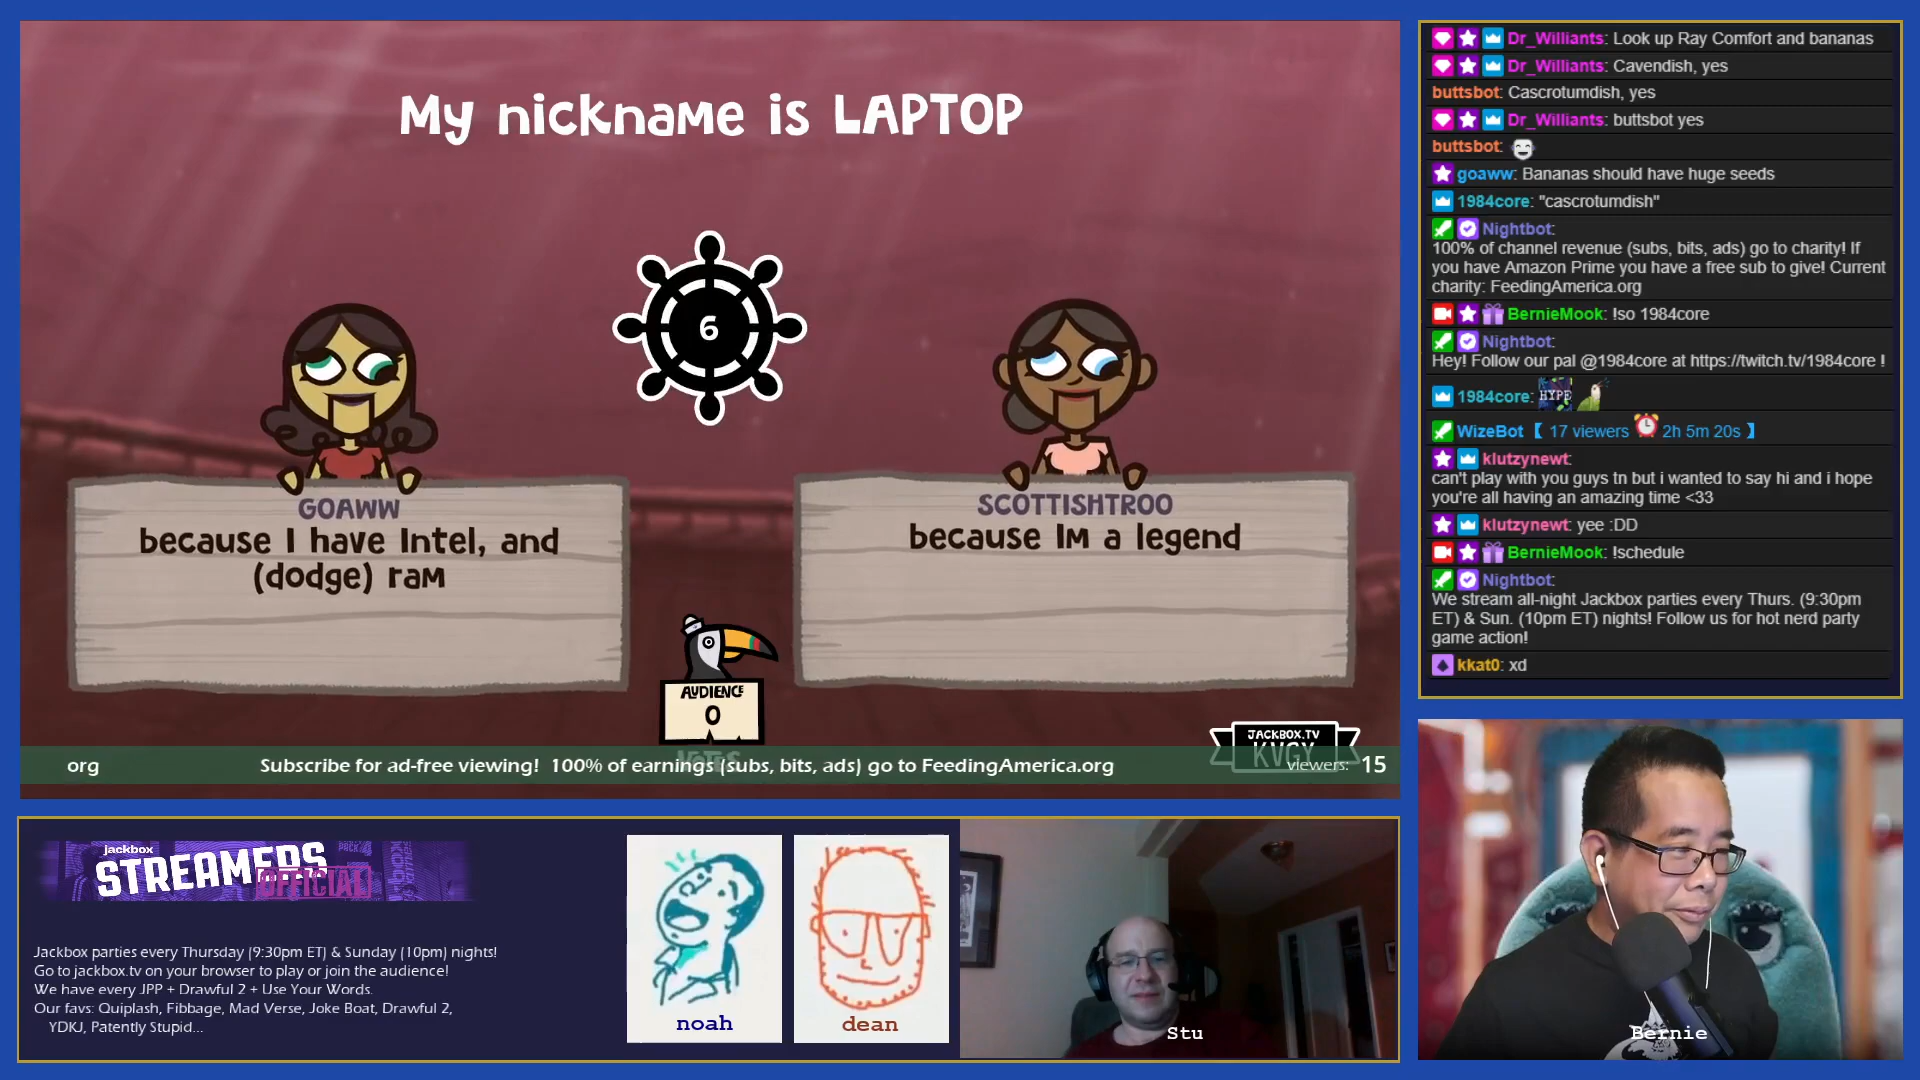 My nickname is LAPTOP
6
GOAWW
because I have Intel, and
(dodge) ram
SCOTTISHTROO
because Im a legend
AUDIENCE
0
JACKBOX.TV
KVGY
org
Subscribe for ad-free viewing! 100% of earnings (subs, bits, ads) go to FeedingAmerica.org
viewers: 15
Dr_Williants: Look up Ray Comfort and bananas
Dr_Williants: Cavendish, yes
buttsbot: Cascrotumdish, yes
Dr_Williants: buttsbot yes
buttsbot:
goaww: Bananas should have huge seeds
1984core: "cascrotumdish"
Nightbot:
100% of channel revenue (subs, bits, ads) go to charity! If
you have Amazon Prime you have a free sub to give! Current
charity: FeedingAmerica.org
BernieMook: !so 1984core
Nightbot:
Hey! Follow our pal @1984core at https://twitch.tv/1984core !
1984core: HYPE
WizeBot 【 17 viewers 2h 5m 20s 】
klutzynewt:
can't play with you guys tn but i wanted to say hi and i hope
you're all having an amazing time <33
klutzynewt: yee :DD
BernieMook: !schedule
Nightbot:
We stream all-night Jackbox parties every Thurs. (9:30pm
ET) & Sun. (10pm ET) nights! Follow us for hot nerd party
game action!
kkat0: xd
jackbox
STREAMERS
OFFICIAL
Jackbox parties every Thursday (9:30pm ET) & Sunday (10pm) nights!
Go to jackbox.tv on your browser to play or join the audience!
We have every JPP + Drawful 2 + Use Your Words.
Our favs: Quiplash, Fibbage, Mad Verse, Joke Boat, Drawful 2,
YDKJ, Patently Stupid...
noah
dean
Stu
Bernie